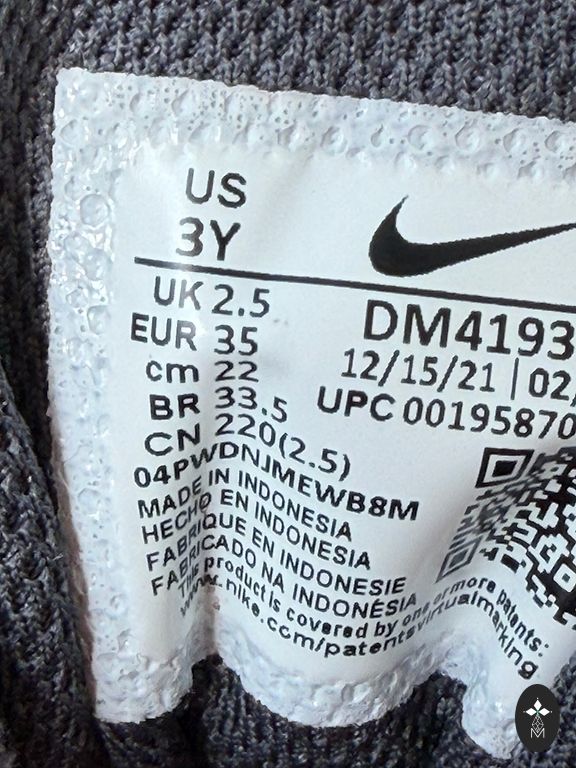 US
3Y
UK 2.5
EUR 35
cm 22
BR 33.5
CN 220(2.5)
04PWDNJMEWB8M
MADE IN INDONESIA
HECHO EN INDONESIA
FABRIQUE EN INDONESIE
FABRICADO NA INDONÉSIA
This product is covered by one or more patents:
www.nike.com/patentsvirtualmarking
DM4193
12/15/21 | 02/
UPC 00195870
M